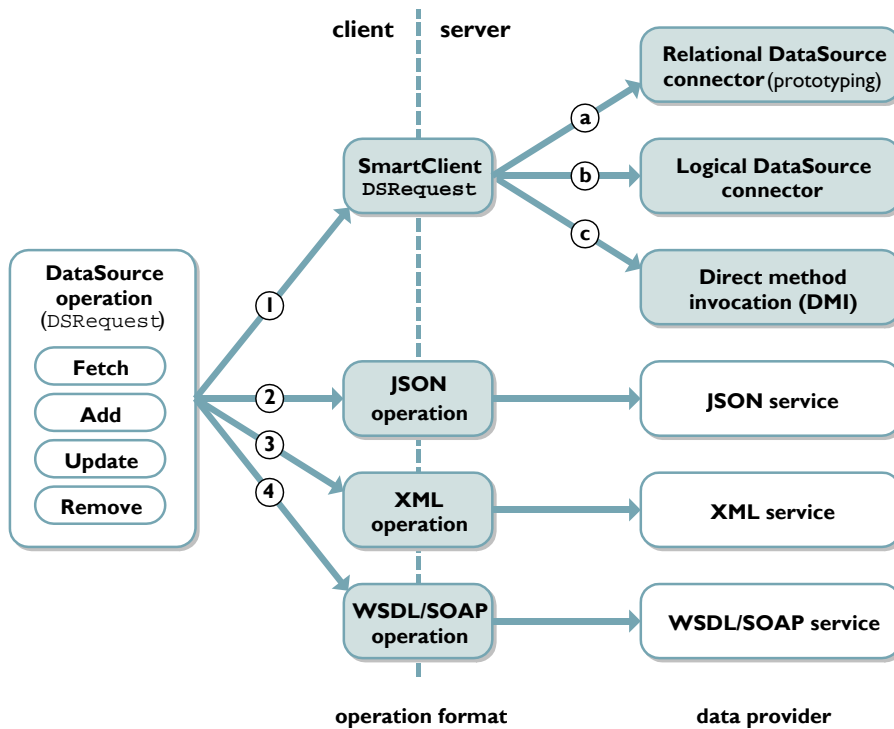 client server
Relational DataSource
connector (prototyping)
a
SmartClient
DSRequest
b
Logical DataSource
connector
c
DataSource
operation
(DSRequest)
1
Direct method
invocation (DMI)
Fetch
Add
Update
Remove
2
JSON
operation
JSON service
3
XML
operation
XML service
4
WSDL/SOAP
operation
WSDL/SOAP service
operation format
data provider